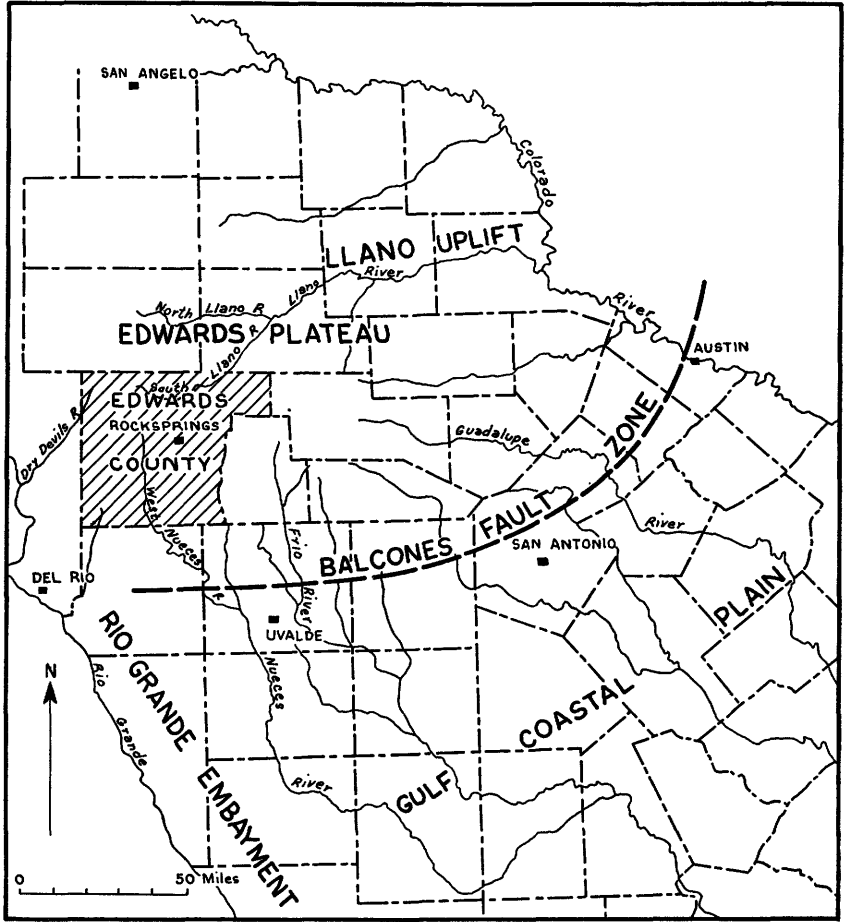 SAN ANGELO
Colorado
LLANO UPLIFT
River
Llano
North Llano R
River
EDWARDS PLATEAU
AUSTIN
South Llano R
EDWARDS
ROCKSPRINGS
COUNTY
Dry Devils R
Guadalupe
ZONE
West Nueces R
Frio River
FAULT
River
BALCONES
SAN ANTONIO
DEL RIO
PLAIN
UVALDE
RIO GRANDE EMBAYMENT
N
Rio Grande
Nueces
COASTAL
River
GULF
0 50 Miles